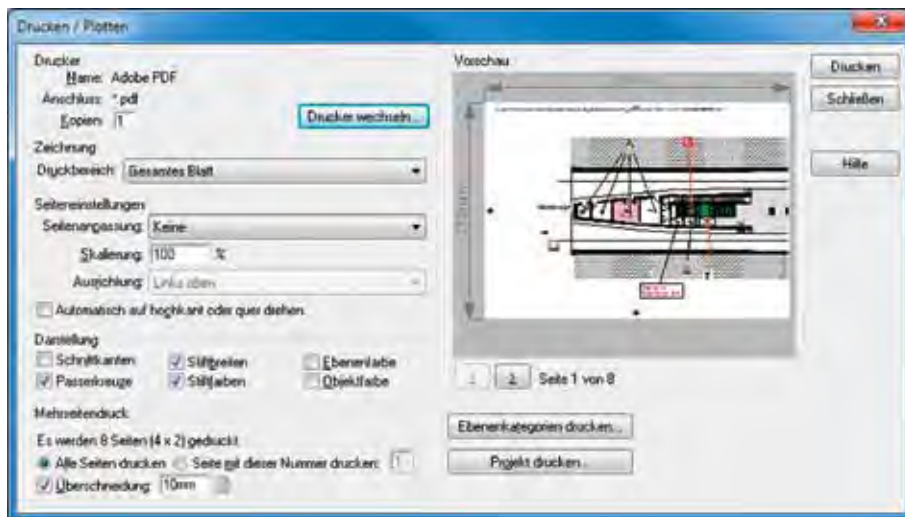 Drucken / Plotten
Drucker
Name: Adobe PDF
Anschluss: *.pdf
Kopien: 1
Drucker wechseln...
Zeichnung
Druckbereich: Gesamtes Blatt
Seiteneinstellungen
Seitenanpassung: Keine
Skalierung: 100 %
Ausrichtung: Links oben
Automatisch auf hochkant oder quer drehen
Darstellung
Schnittkanten
Stiftbreiten
Ebenenfarbe
Passerkreuze
Stiftfarben
Objektfarbe
Mehrseitendruck
Es werden 8 Seiten (4 x 2) gedruckt
Alle Seiten drucken
Seite mit dieser Nummer drucken: 1
Überschneidung: 10mm
Vorschau
1 2 Seite 1 von 8
Ebenenkategorien drucken...
Projekt drucken...
Drucken
Schließen
Hilfe